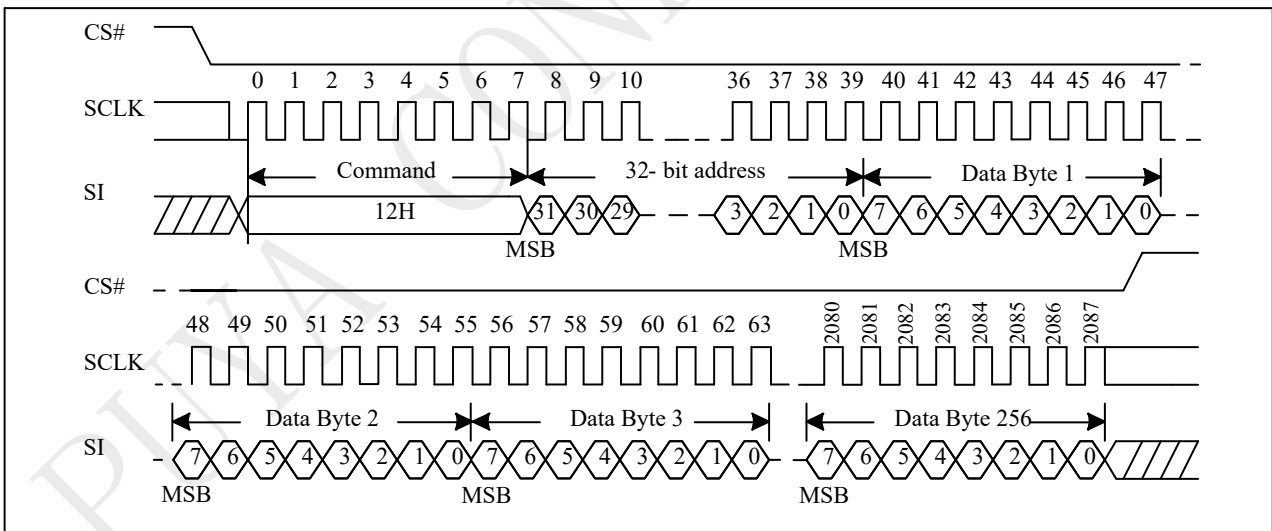 CS#
0 1 2 3 4 5 6 7 8 9 10 36 37 38 39 40 41 42 43 44 45 46 47
SCLK
Command 32- bit address Data Byte 1
SI
12H 31 30 29 3 2 1 0 7 6 5 4 3 2 1 0
MSB MSB
CS#
48 49 50 51 52 53 54 55 56 57 58 59 60 61 62 63 2080 2081 2082 2083 2084 2085 2086 2087
SCLK
Data Byte 2 Data Byte 3 Data Byte 256
SI
7 6 5 4 3 2 1 0 7 6 5 4 3 2 1 0 7 6 5 4 3 2 1 0
MSB MSB MSB
PUYA CON